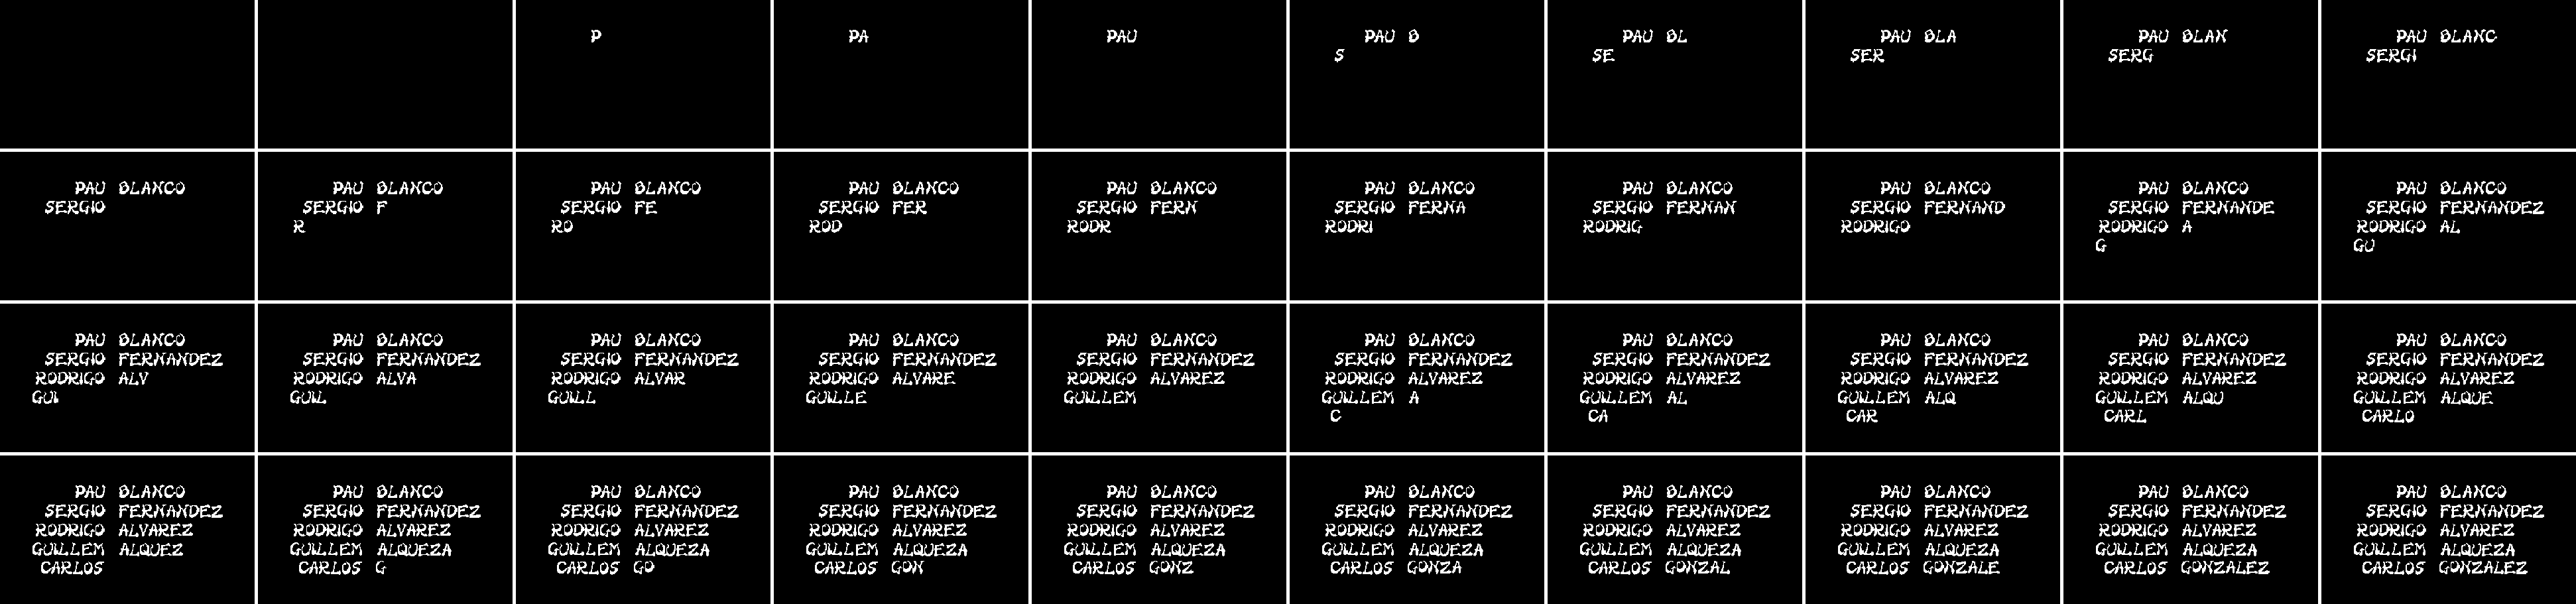 P
PA
PAU
PAU B
S
PAU BL
SE
PAU BLA
SER
PAU BLAN
SERG
PAU BLANC
SERGI
PAU BLANCO
SERGIO
PAU BLANCO
SERGIO F
R
PAU BLANCO
SERGIO FE
RO
PAU BLANCO
SERGIO FER
ROD
PAU BLANCO
SERGIO FERN
RODR
PAU BLANCO
SERGIO FERNA
RODRI
PAU BLANCO
SERGIO FERNAN
RODRIG
PAU BLANCO
SERGIO FERNAND
RODRIGO
PAU BLANCO
SERGIO FERNANDE
RODRIGO A
G
PAU BLANCO
SERGIO FERNANDEZ
RODRIGO AL
GU
PAU BLANCO
SERGIO FERNANDEZ
RODRIGO ALV
GUI
PAU BLANCO
SERGIO FERNANDEZ
RODRIGO ALVA
GUIL
PAU BLANCO
SERGIO FERNANDEZ
RODRIGO ALVAR
GUILL
PAU BLANCO
SERGIO FERNANDEZ
RODRIGO ALVARE
GUILLE
PAU BLANCO
SERGIO FERNANDEZ
RODRIGO ALVAREZ
GUILLEM
PAU BLANCO
SERGIO FERNANDEZ
RODRIGO ALVAREZ
GUILLEM A
C
PAU BLANCO
SERGIO FERNANDEZ
RODRIGO ALVAREZ
GUILLEM AL
CA
PAU BLANCO
SERGIO FERNANDEZ
RODRIGO ALVAREZ
GUILLEM ALQ
CAR
PAU BLANCO
SERGIO FERNANDEZ
RODRIGO ALVAREZ
GUILLEM ALQU
CARL
PAU BLANCO
SERGIO FERNANDEZ
RODRIGO ALVAREZ
GUILLEM ALQUE
CARLO
PAU BLANCO
SERGIO FERNANDEZ
RODRIGO ALVAREZ
GUILLEM ALQUEZ
CARLOS
PAU BLANCO
SERGIO FERNANDEZ
RODRIGO ALVAREZ
GUILLEM ALQUEZA
CARLOS G
PAU BLANCO
SERGIO FERNANDEZ
RODRIGO ALVAREZ
GUILLEM ALQUEZA
CARLOS GO
PAU BLANCO
SERGIO FERNANDEZ
RODRIGO ALVAREZ
GUILLEM ALQUEZA
CARLOS GON
PAU BLANCO
SERGIO FERNANDEZ
RODRIGO ALVAREZ
GUILLEM ALQUEZA
CARLOS GONZ
PAU BLANCO
SERGIO FERNANDEZ
RODRIGO ALVAREZ
GUILLEM ALQUEZA
CARLOS GONZA
PAU BLANCO
SERGIO FERNANDEZ
RODRIGO ALVAREZ
GUILLEM ALQUEZA
CARLOS GONZAL
PAU BLANCO
SERGIO FERNANDEZ
RODRIGO ALVAREZ
GUILLEM ALQUEZA
CARLOS GONZALE
PAU BLANCO
SERGIO FERNANDEZ
RODRIGO ALVAREZ
GUILLEM ALQUEZA
CARLOS GONZALEZ
PAU BLANCO
SERGIO FERNANDEZ
RODRIGO ALVAREZ
GUILLEM ALQUEZA
CARLOS GONZALEZ